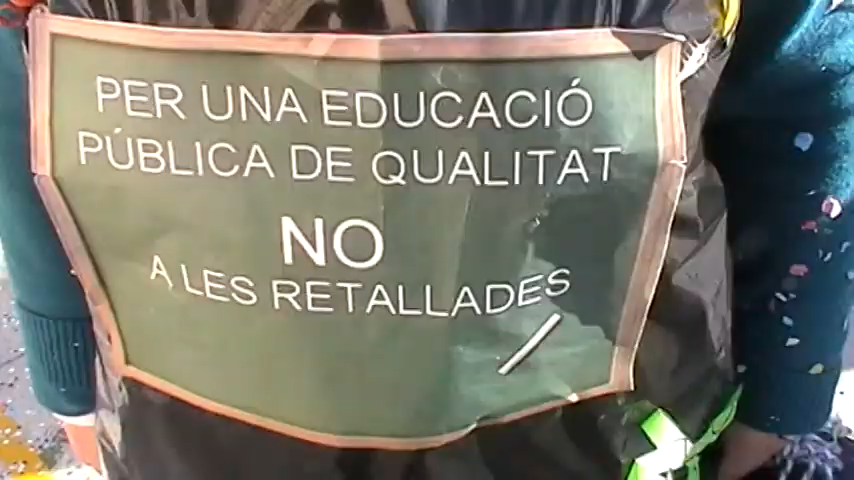 PER UNA EDUCACIÓ
PÚBLICA DE QUALITAT
NO
A LES RETALLADES